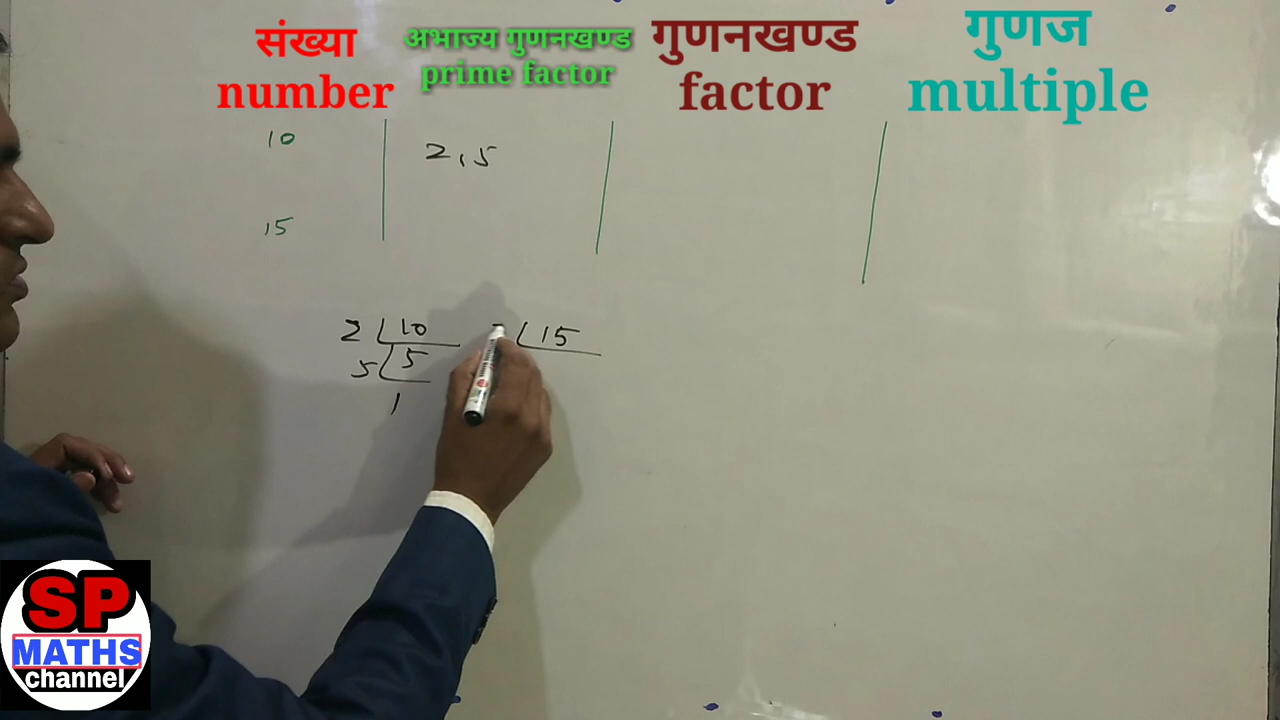 संख्या
number
अभाज्य गुणनखण्ड
prime factor
गुणनखण्ड
factor
गुणज
multiple
10
2,5
15
2 10
5 5
1
15
SP
MATHS
channel